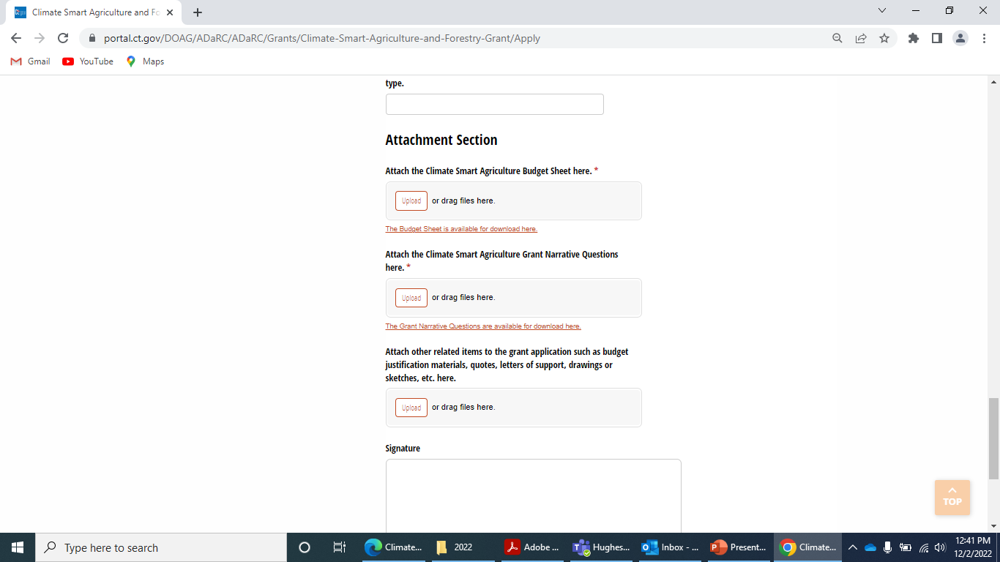 Climate Smart Agriculture and Fo
portal.ct.gov/DOAG/ADaRC/ADaRC/Grants/Climate-Smart-Agriculture-and-Forestry-Grant/Apply
Gmail YouTube Maps
type.
Attachment Section
Attach the Climate Smart Agriculture Budget Sheet here. *
Upload or drag files here.
The Budget Sheet is available for download here.
Attach the Climate Smart Agriculture Grant Narrative Questions
here. *
Upload or drag files here.
The Grant Narrative Questions are available for download here.
Attach other related items to the grant application such as budget
justification materials, quotes, letters of support, drawings or
sketches, etc. here.
Upload or drag files here.
Signature
TOP
Type here to search Climate... 2022 Adobe ... Hughes... Inbox - ... Present... Climate... 12:41 PM
12/2/2022